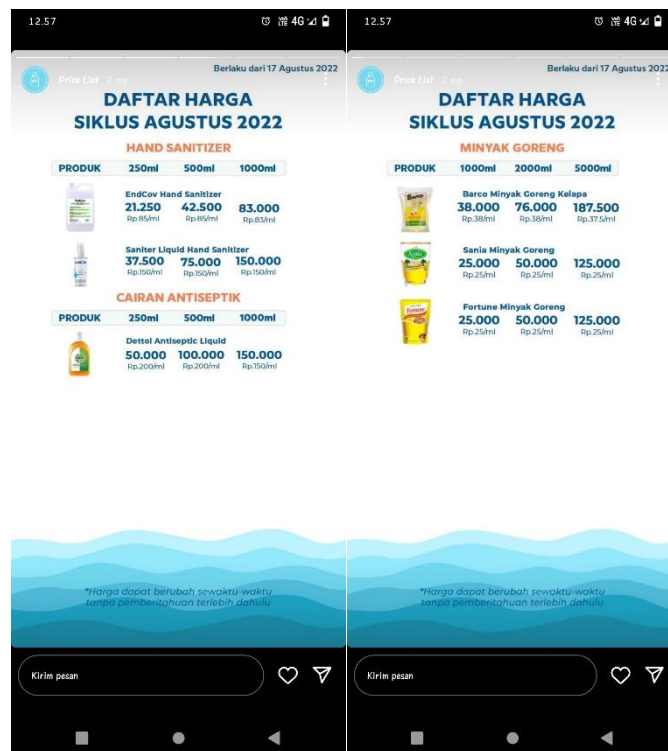 12.57
4G
Berlaku dari 17 Agustus 2022
Price List 2 mg
DAFTAR HARGA
SIKLUS AGUSTUS 2022
HAND SANITIZER
PRODUK 250ml 500ml 1000ml
EndCov Hand Sanitizer
21.250 42.500 83.000
Rp.85/ml Rp.85/ml Rp.83/ml
Saniter Liquid Hand Sanitizer
37.500 75.000 150.000
Rp.150/ml Rp.150/ml Rp.150/ml
CAIRAN ANTISEPTIK
PRODUK 250ml 500ml 1000ml
Dettol Antiseptic Liquid
50.000 100.000 150.000
Rp.200/ml Rp.200/ml Rp.150/ml
*Harga dapat berubah sewaktu-waktu
tanpa pemberitahuan terlebih dahulu
Kirim pesan
12.57
4G
Berlaku dari 17 Agustus 2022
Price List 2 mg
DAFTAR HARGA
SIKLUS AGUSTUS 2022
MINYAK GORENG
PRODUK 1000ml 2000ml 5000ml
Barco Minyak Goreng Kelapa
Barco
38.000 76.000 187.500
Rp.38/ml Rp.38/ml Rp.37.5/ml
Sania Minyak Goreng
Sania
25.000 50.000 125.000
Rp.25/ml Rp.25/ml Rp.25/ml
Fortune Minyak Goreng
Fortune
25.000 50.000 125.000
Rp.25/ml Rp.25/ml Rp.25/ml
*Harga dapat berubah sewaktu-waktu
tanpa pemberitahuan terlebih dahulu
Kirim pesan